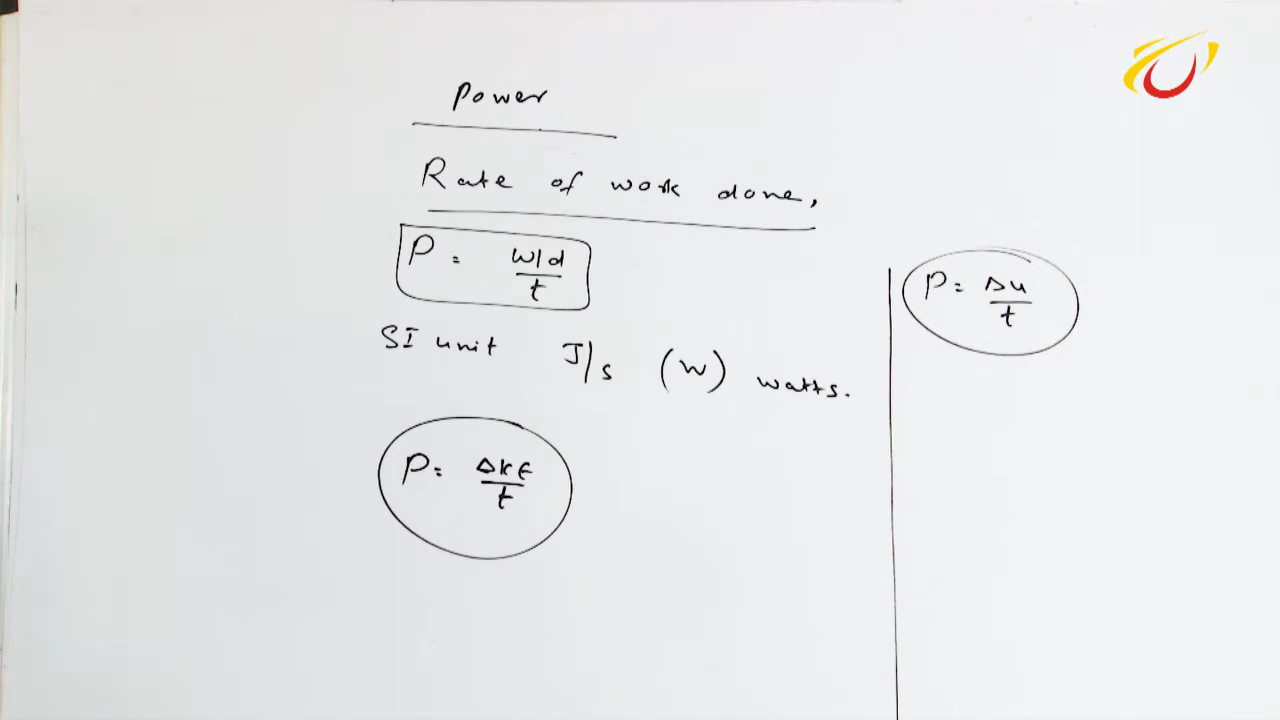 Power
Rate of work done,
P = W/d
t
SI unit J/s (W) watts.
P = ΔKE
t
P = Δu
t